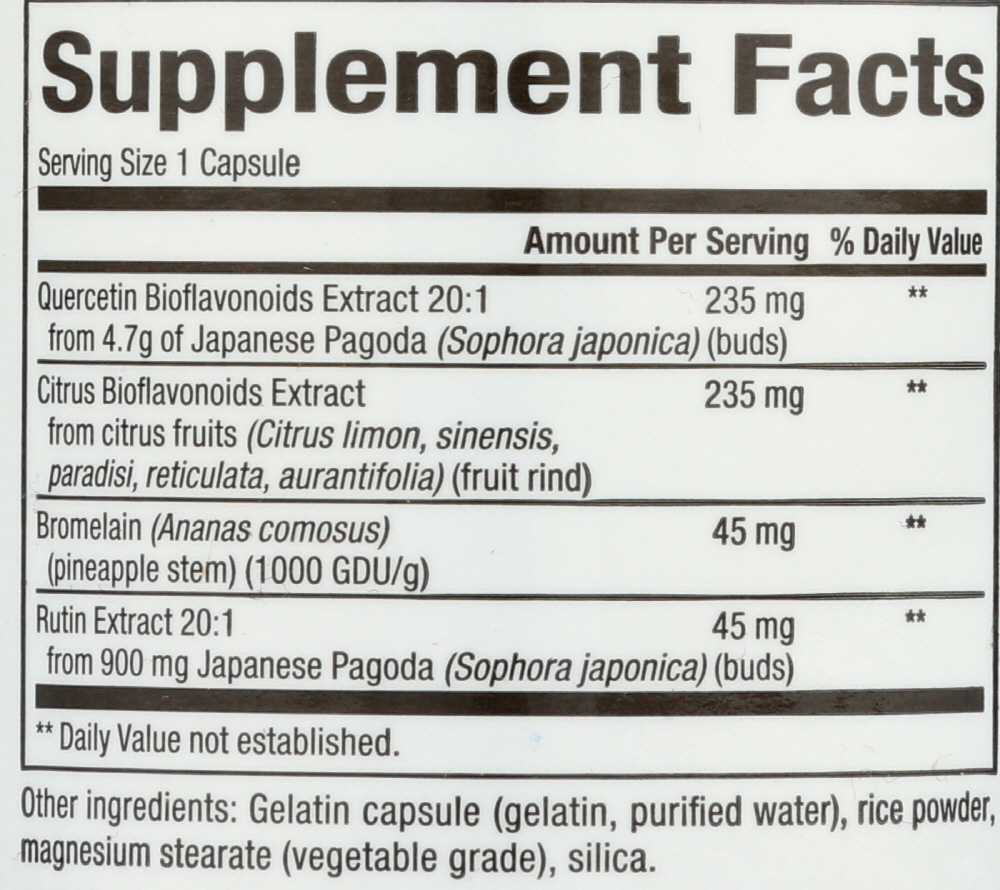 Supplement Facts
Serving Size 1 Capsule
Amount Per Serving % Daily Value
Quercetin Bioflavonoids Extract 20:1 235 mg **
from 4.7g of Japanese Pagoda (Sophora japonica) (buds)
Citrus Bioflavonoids Extract 235 mg **
from citrus fruits (Citrus limon, sinensis,
paradisi, reticulata, aurantifolia) (fruit rind)
Bromelain (Ananas comosus) 45 mg **
(pineapple stem) (1000 GDU/g)
Rutin Extract 20:1 45 mg **
from 900 mg Japanese Pagoda (Sophora japonica) (buds)
** Daily Value not established.
Other ingredients: Gelatin capsule (gelatin, purified water), rice powder,
magnesium stearate (vegetable grade), silica.